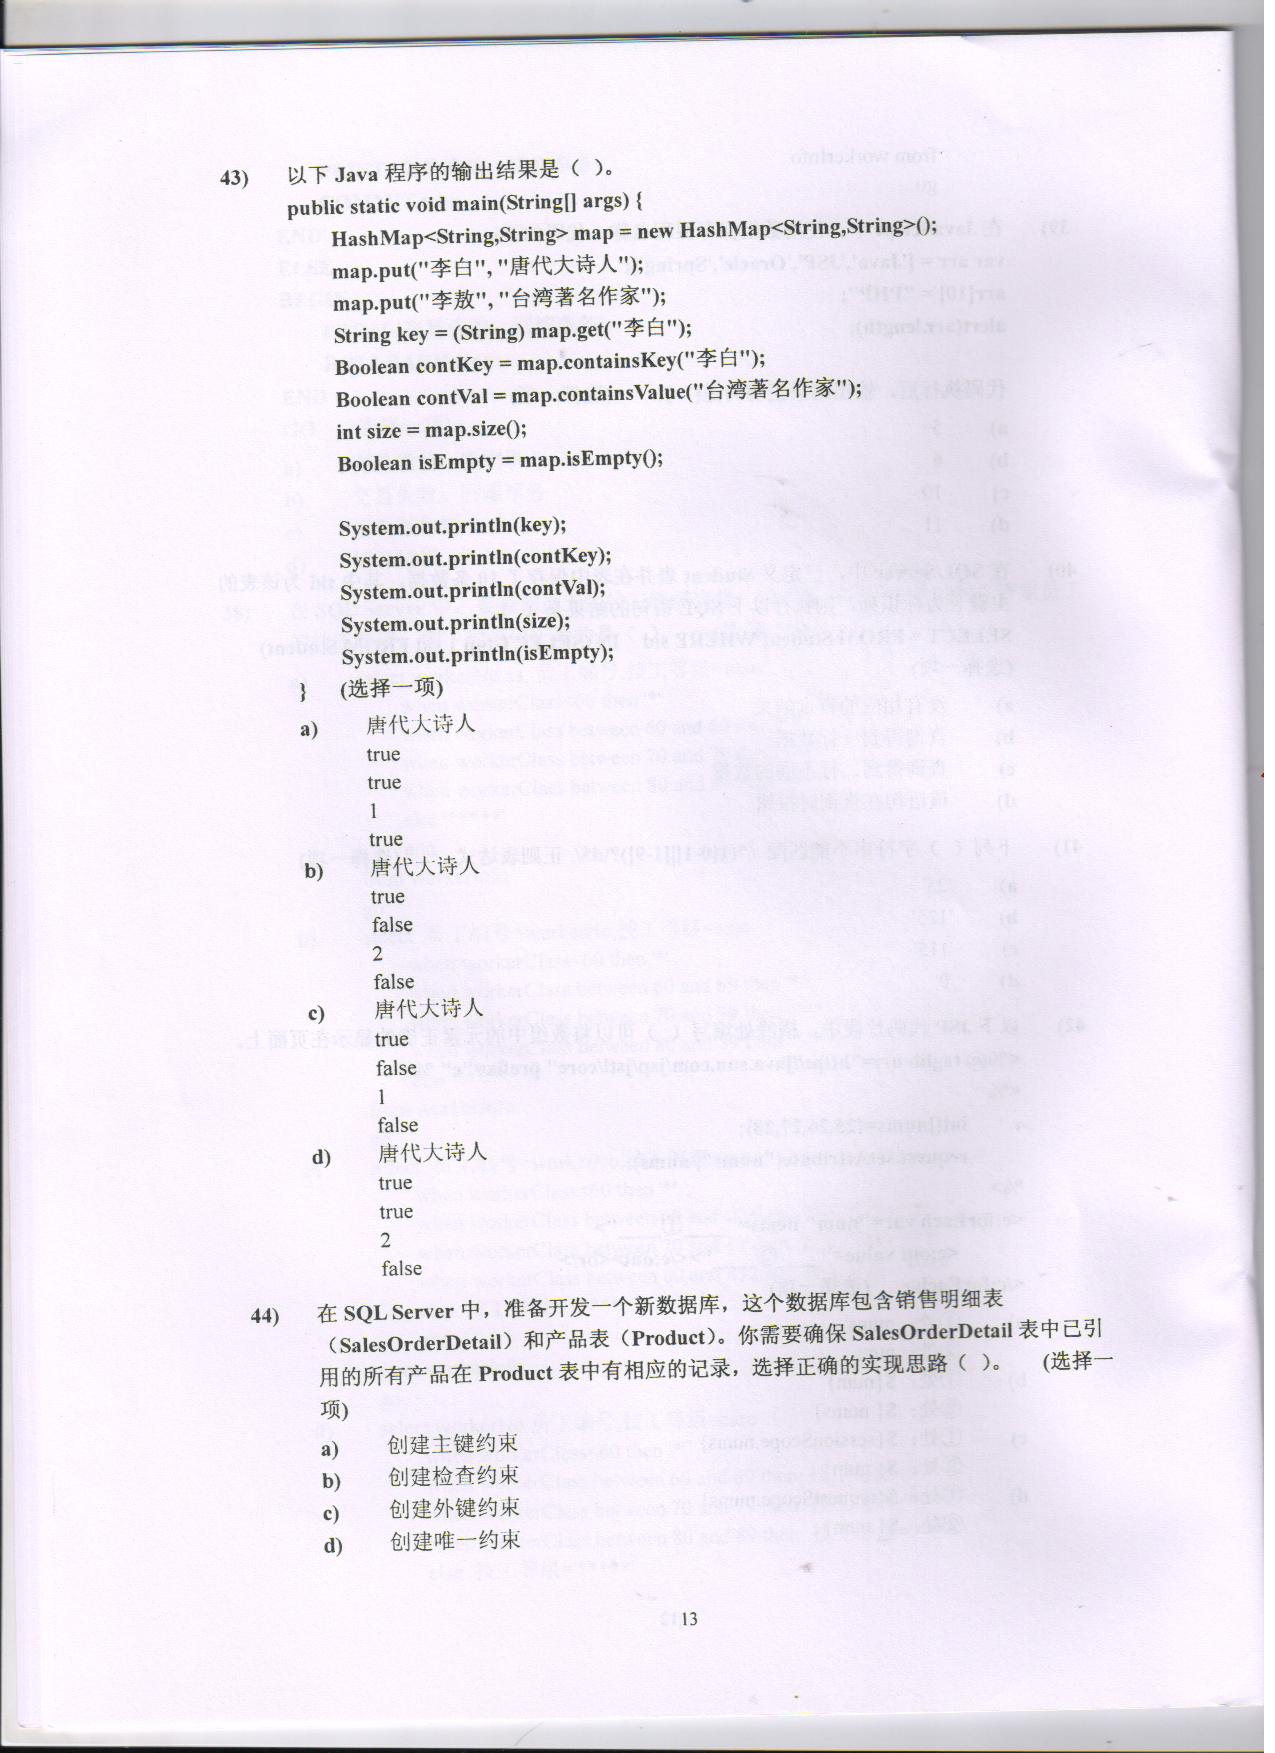 43) 以下 Java 程序的输出结果是（ ）。
public static void main(String[] args) {
HashMap<String,String> map = new HashMap<String,String>();
map.put("李白", "唐代大诗人");
map.put("李敖", "台湾著名作家");
String key = (String) map.get("李白");
Boolean contKey = map.containsKey("李白");
Boolean contVal = map.containsValue("台湾著名作家");
int size = map.size();
Boolean isEmpty = map.isEmpty();
System.out.println(key);
System.out.println(contKey);
System.out.println(contVal);
System.out.println(size);
System.out.println(isEmpty);
} (选择一项)
a) 唐代大诗人
true
true
1
true
b) 唐代大诗人
true
false
2
false
c) 唐代大诗人
true
false
1
false
d) 唐代大诗人
true
true
2
false
44) 在 SQL Server 中，准备开发一个新数据库，这个数据库包含销售明细表
（SalesOrderDetail）和产品表（Product）。你需要确保 SalesOrderDetail 表中已引
用的所有产品在 Product 表中有相应的记录，选择正确的实现思路（ ）。 (选择一
项)
a) 创建主键约束
b) 创建检查约束
c) 创建外键约束
d) 创建唯一约束
13